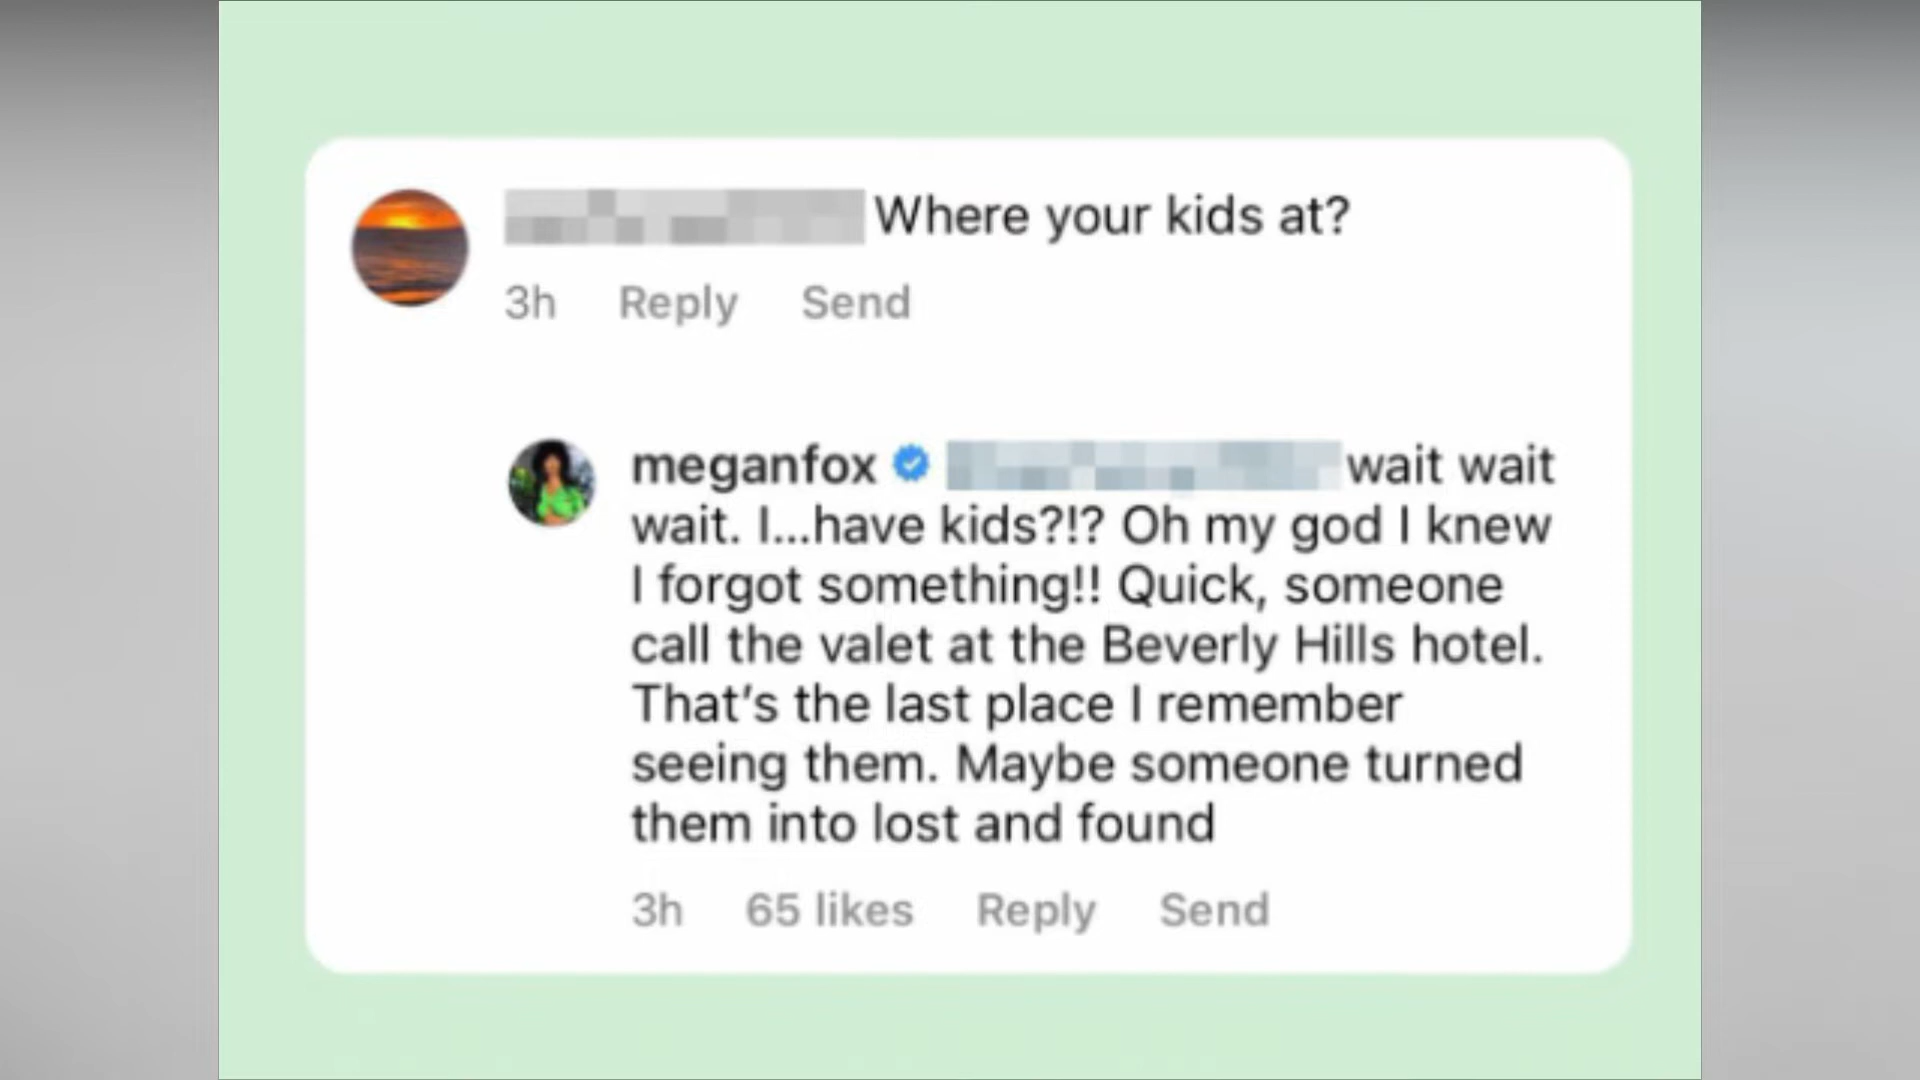 Where your kids at?
3h Reply Send
meganfox wait wait
wait. I...have kids?!? Oh my god I knew
I forgot something!! Quick, someone
call the valet at the Beverly Hills hotel.
That's the last place I remember
seeing them. Maybe someone turned
them into lost and found
3h 65 likes Reply Send